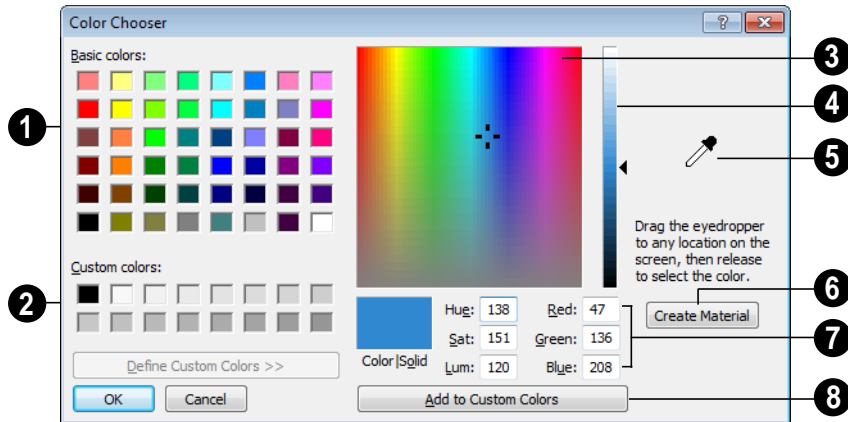 Color Chooser
?
Basic colors:
1
Custom colors:
2
Define Custom Colors >>
OK
Cancel
3
4
5
Drag the eyedropper
to any location on the
screen, then release
to select the color.
6
Create Material
Color|Solid
Hue: 138
Sat: 151
Lum: 120
Red: 47
Green: 136
Blue: 208
7
Add to Custom Colors
8